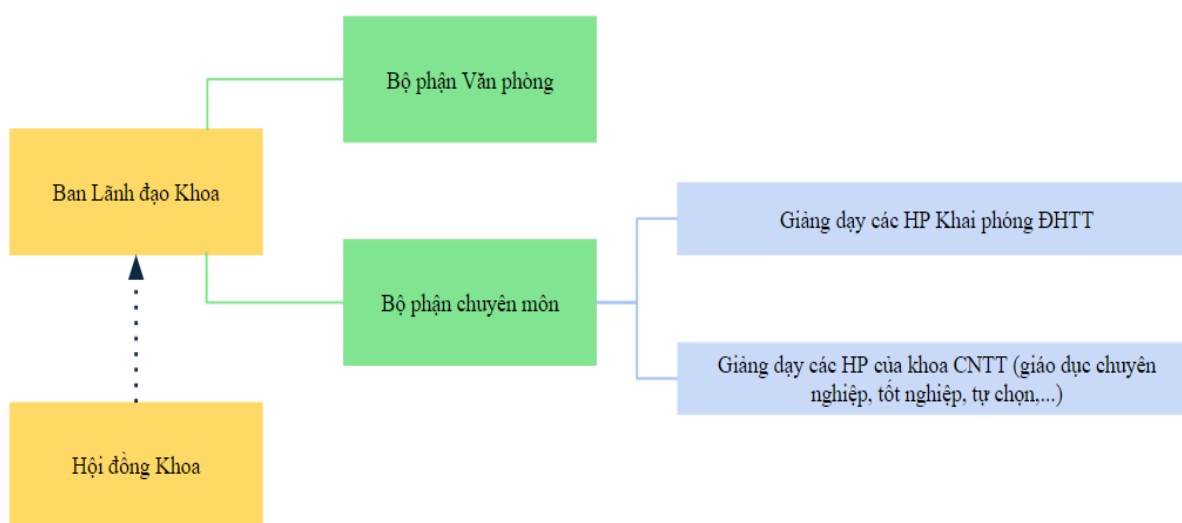 Bộ phận Văn phòng
Ban Lãnh đạo Khoa
Giảng dạy các HP Khai phóng ĐHTT
Bộ phận chuyên môn
Giảng dạy các HP của khoa CNTT (giáo dục chuyên
nghiệp, tốt nghiệp, tự chọn,...)
Hội đồng Khoa